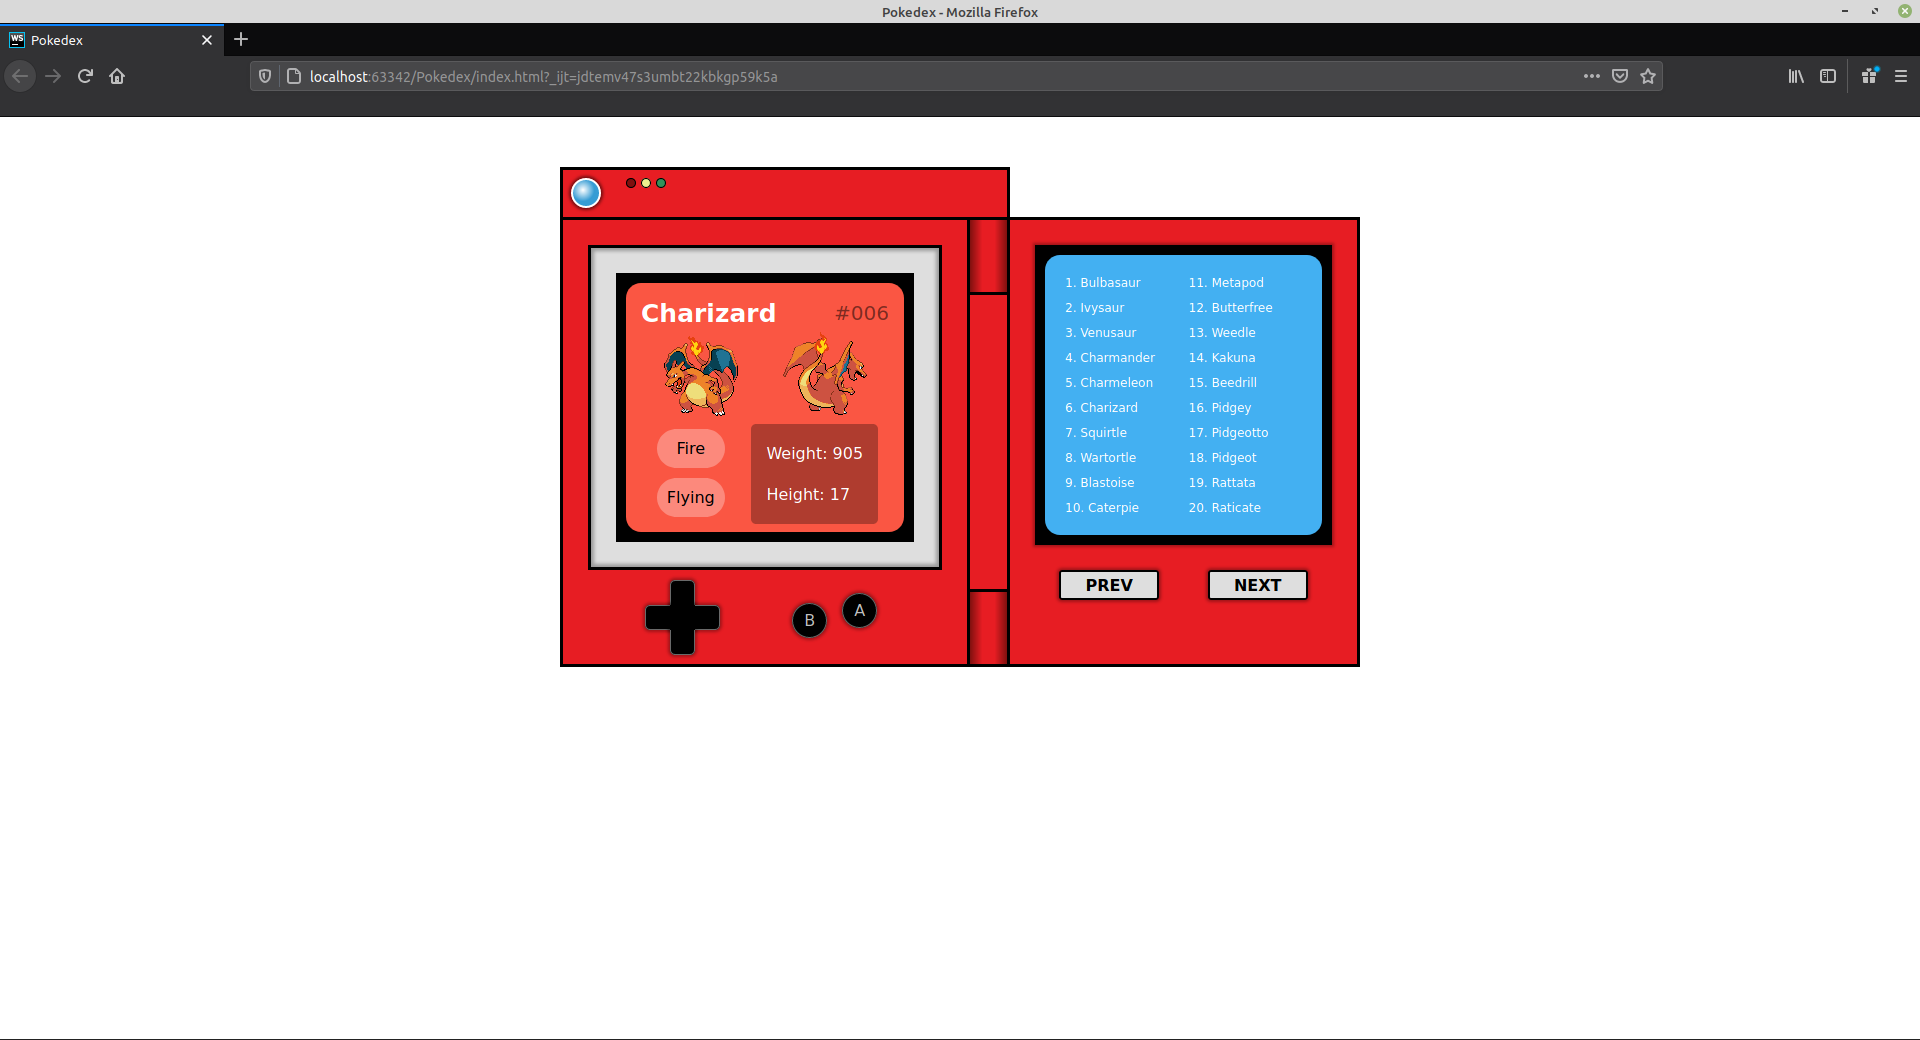 Pokedex - Mozilla Firefox
WS Pokedex
localhost:63342/Pokedex/index.html?_ijt=jdtemv47s3umbt22kbkgp59k5a
Charizard #006
Fire
Flying
Weight: 905
Height: 17
B
A
1. Bulbasaur
2. Ivysaur
3. Venusaur
4. Charmander
5. Charmeleon
6. Charizard
7. Squirtle
8. Wartortle
9. Blastoise
10. Caterpie
11. Metapod
12. Butterfree
13. Weedle
14. Kakuna
15. Beedrill
16. Pidgey
17. Pidgeotto
18. Pidgeot
19. Rattata
20. Raticate
PREV
NEXT